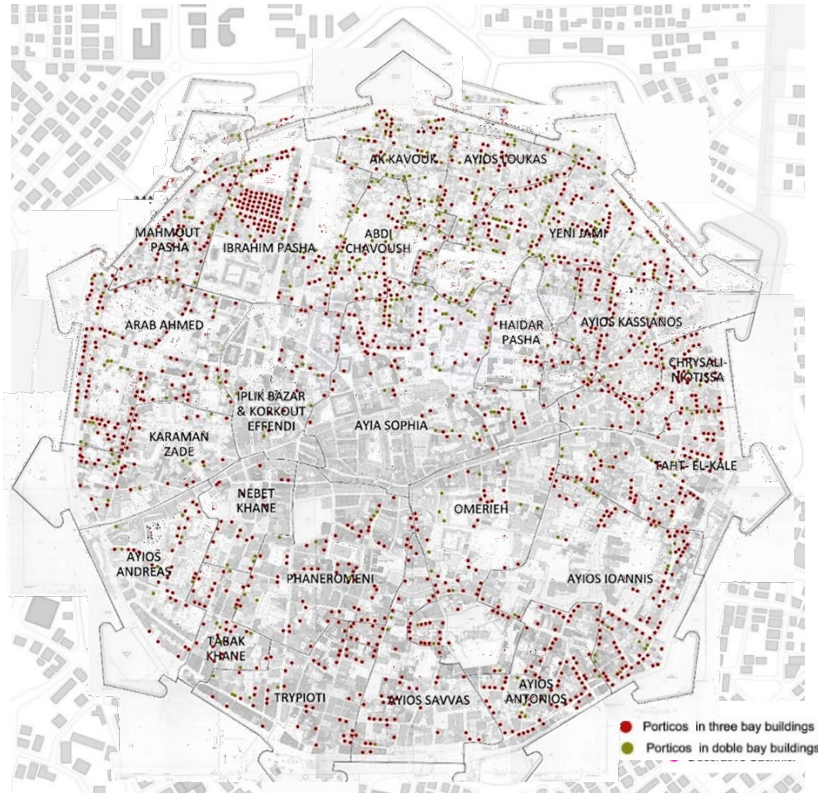 AK KAVOUK
AYIOS LOUKAS
MAHMOUT
PASHA
IBRAHIM PASHA
ABDI
CHAVOUSH
YENI JAMI
ARAB AHMED
HAIDAR
PASHA
AYIOS KASSIANOS
CHRYSALI-
NIOTISSA
IPLIK BAZAR
& KORKOUT
EFFENDI
AYIA SOPHIA
KARAMAN
ZADE
TAHT- EL-KALE
NEBET
KHANE
OMERIEH
AYIOS
ANDREAS
PHANEROMENI
AYIOS IOANNIS
TABAK
KHANE
TRYPIOTI
AYIOS SAVVAS
AYIOS
ANTONIOS
Porticos in three bay buildings
Porticos in doble bay buildings